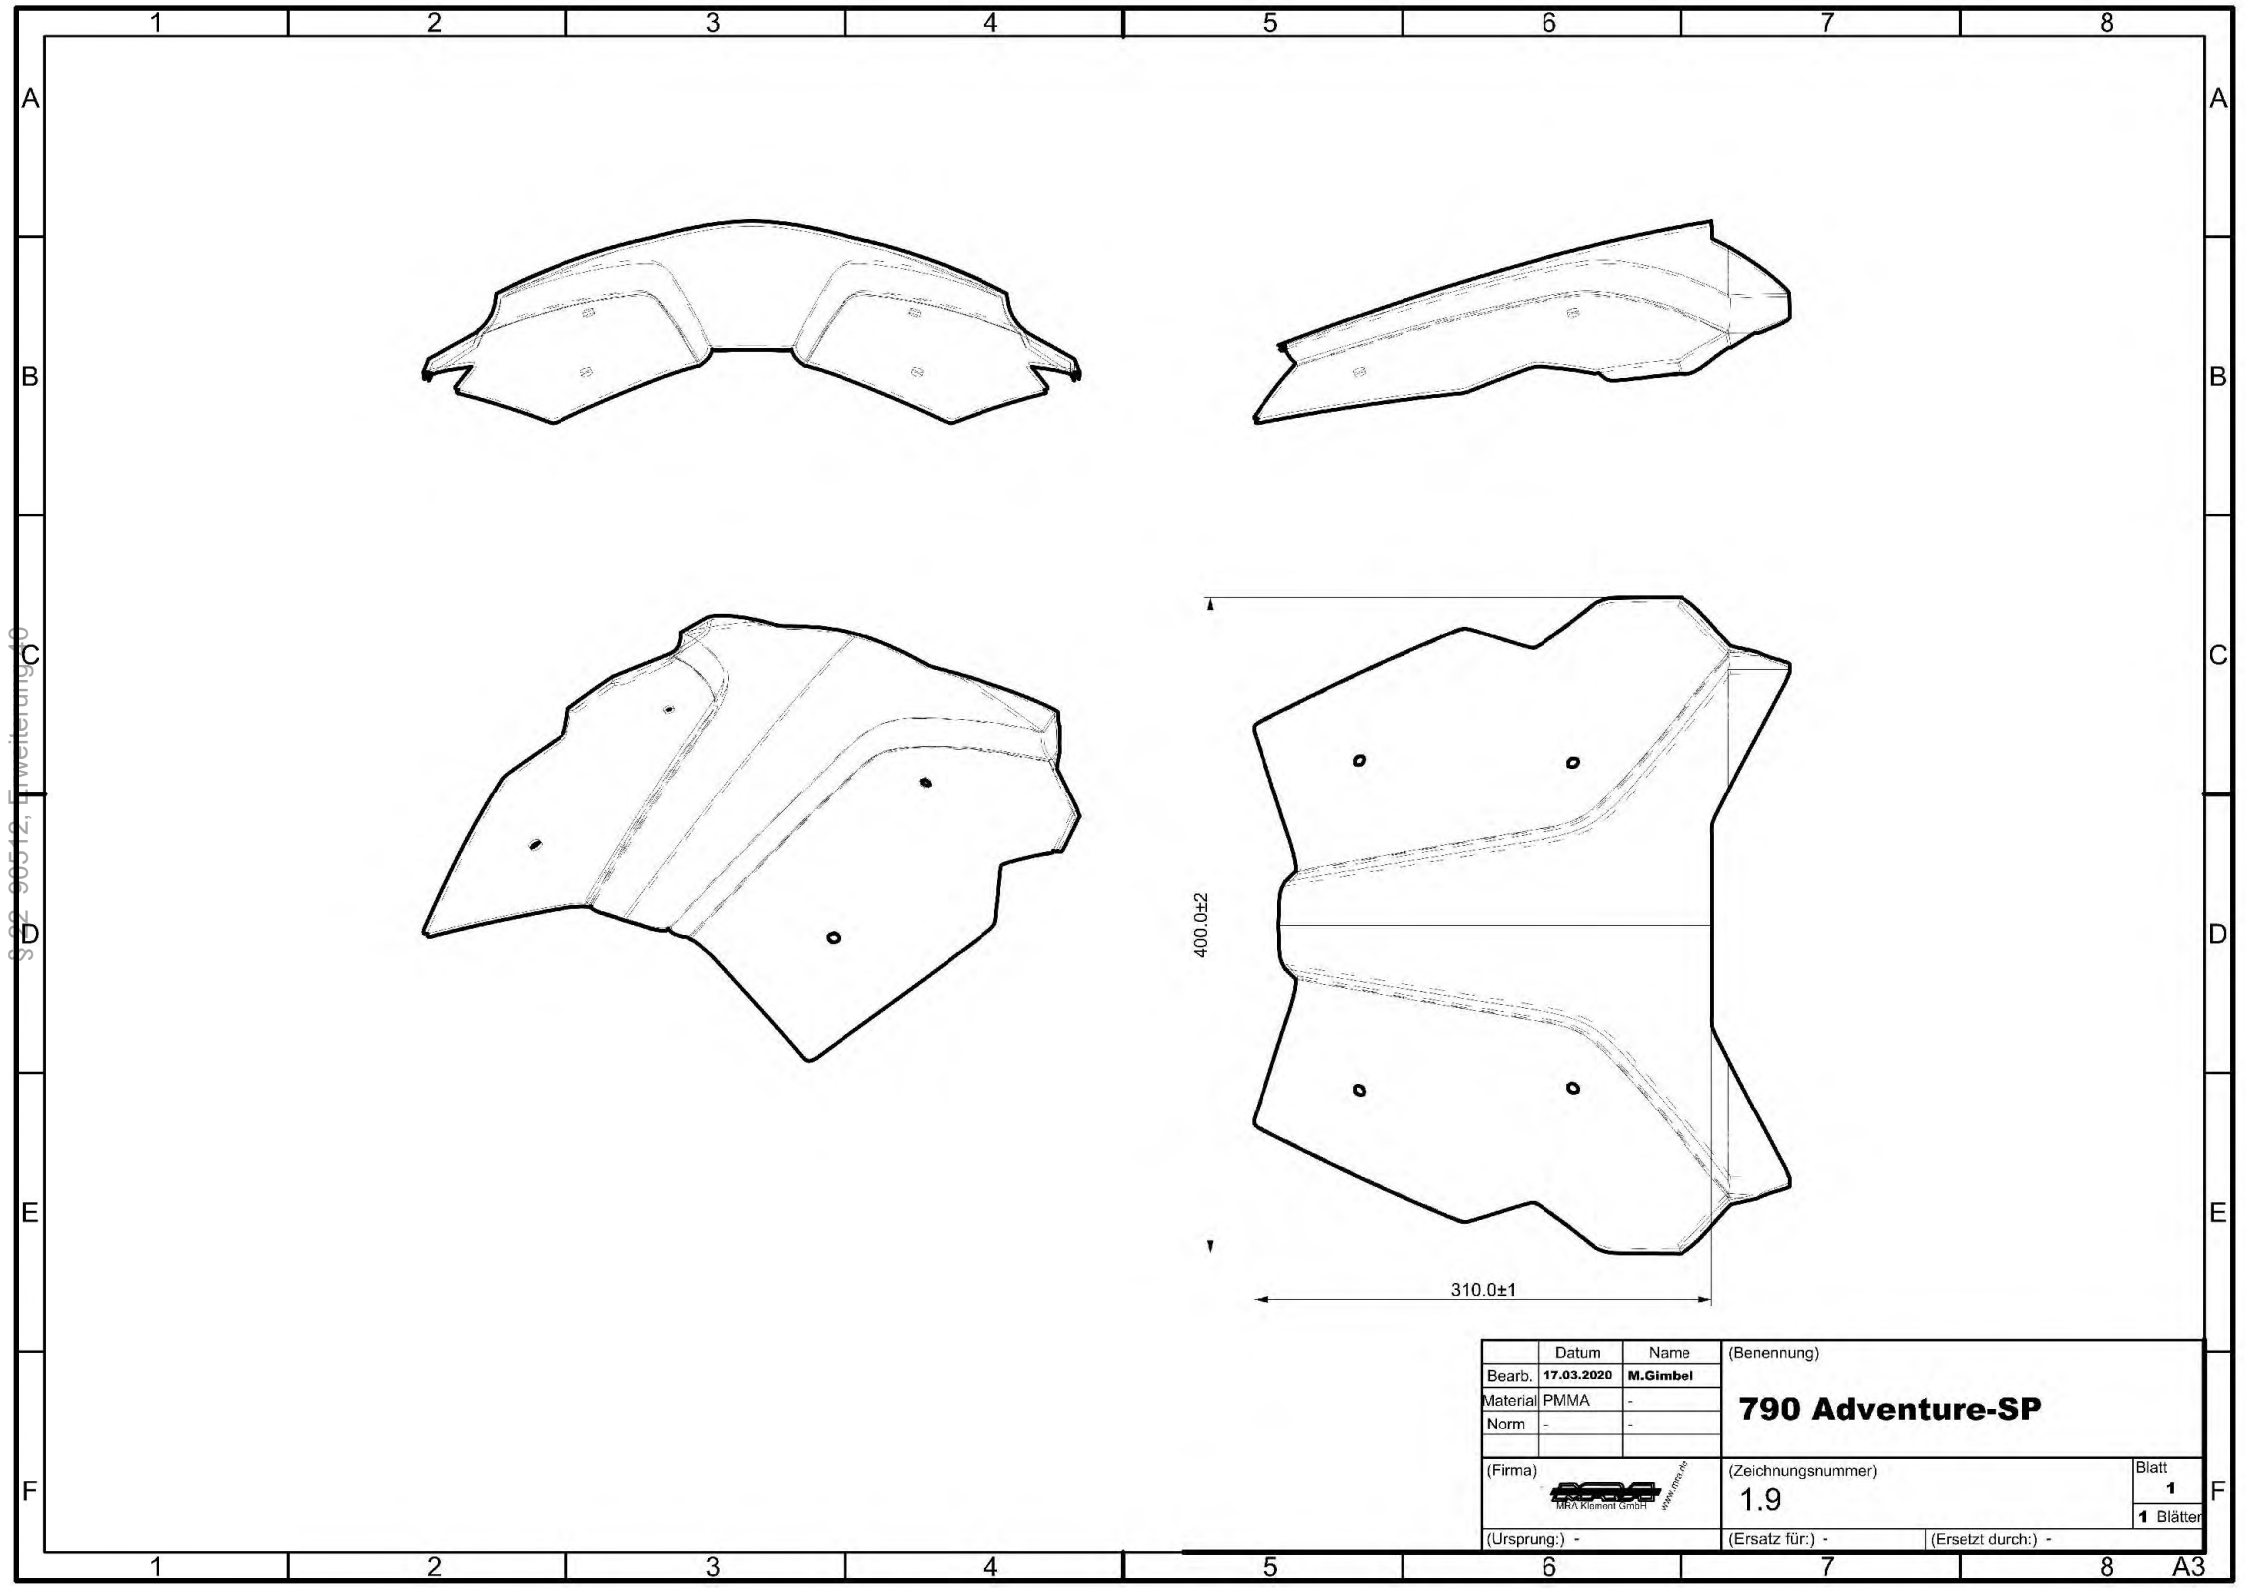 1 2 3 4 5 6 7 8
A A
B B
C C
D D
E E
F F
400.0±2
310.0±1
Datum Name
Bearb. 17.03.2020 M.Gimbel
Material PMMA -
Norm - -
(Benennung)
790 Adventure-SP
(Firma)
MRA
MRA Klement GmbH
www.mra.de
(Zeichnungsnummer)
1.9
Blatt
1
1 Blätter
(Ursprung:) - (Ersatz für:) - (Ersetzt durch:) -
1 2 3 4 5 6 7 8 A3